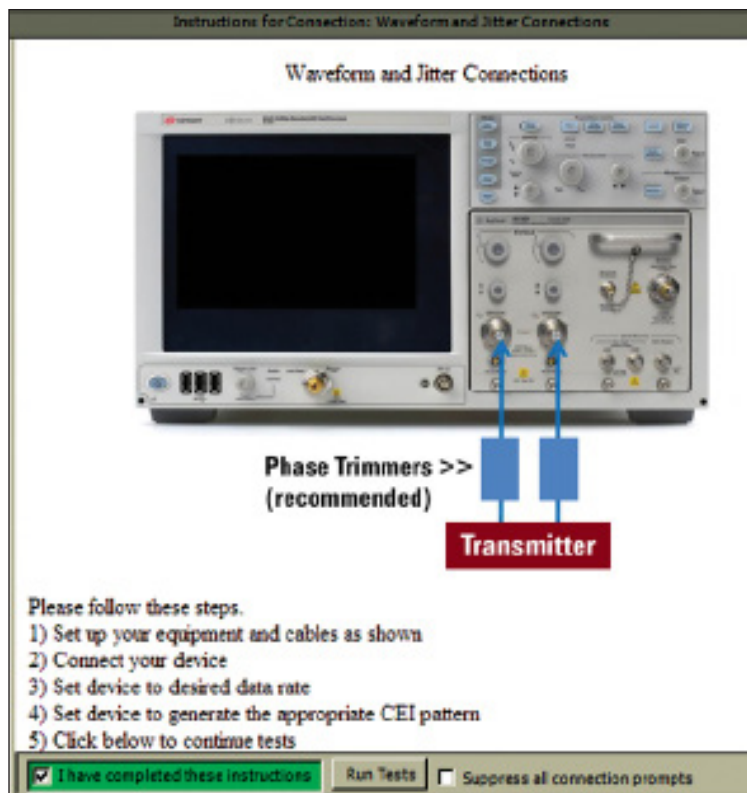 Instructions for Connection: Waveform and Jitter Connections
Waveform and Jitter Connections
Phase Trimmers >>
(recommended)
Transmitter
Please follow these steps.
1) Set up your equipment and cables as shown
2) Connect your device
3) Set device to desired data rate
4) Set device to generate the appropriate CEI pattern
5) Click below to continue tests
I have completed these instructions
Run Tests
Suppress all connection prompts